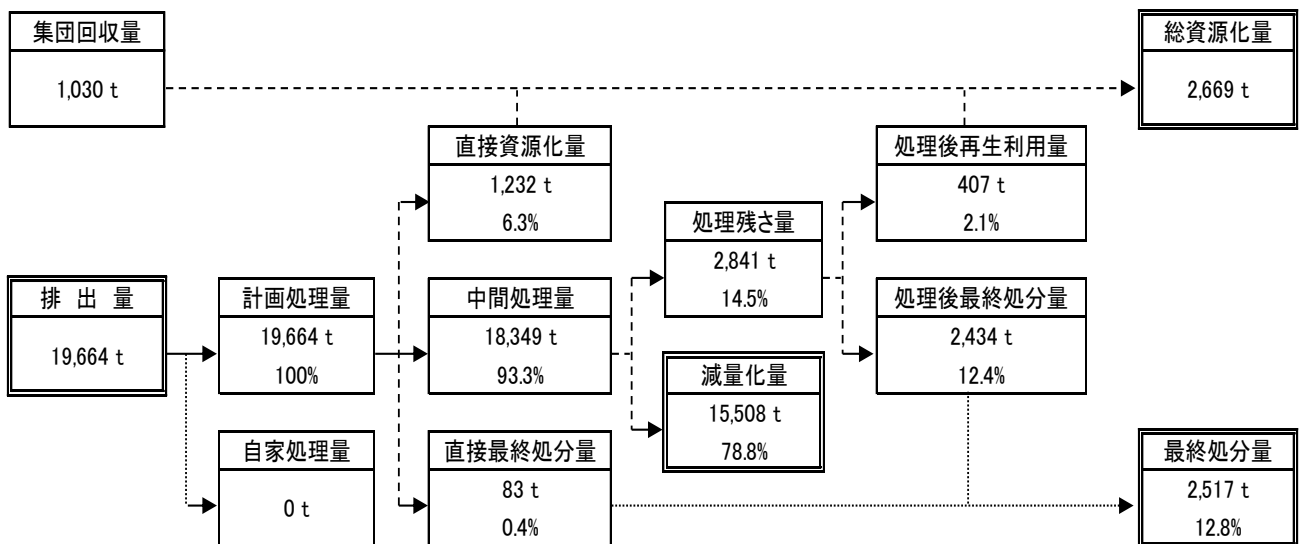 集団回収量
1,030 t
総資源化量
2,669 t
直接資源化量
1,232 t
6.3%
処理後再生利用量
407 t
2.1%
処理残さ量
2,841 t
14.5%
排 出 量
19,664 t
計画処理量
19,664 t
100%
中間処理量
18,349 t
93.3%
処理後最終処分量
2,434 t
12.4%
減量化量
15,508 t
78.8%
自家処理量
0 t
直接最終処分量
83 t
0.4%
最終処分量
2,517 t
12.8%